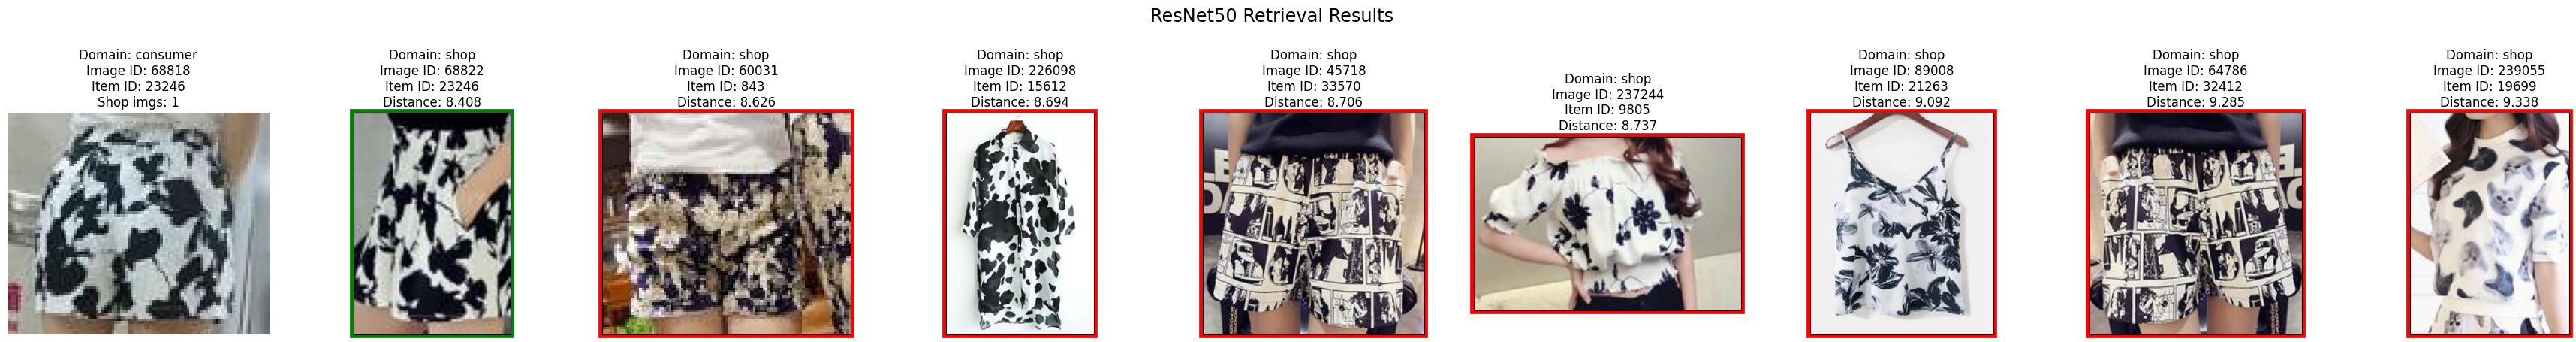 ResNet50 Retrieval Results
Domain: consumer
Image ID: 68818
Item ID: 23246
Shop imgs: 1
Domain: shop
Image ID: 68822
Item ID: 23246
Distance: 8.408
Domain: shop
Image ID: 60031
Item ID: 843
Distance: 8.626
Domain: shop
Image ID: 226098
Item ID: 15612
Distance: 8.694
Domain: shop
Image ID: 45718
Item ID: 33570
Distance: 8.706
Domain: shop
Image ID: 237244
Item ID: 9805
Distance: 8.737
Domain: shop
Image ID: 89008
Item ID: 21263
Distance: 9.092
Domain: shop
Image ID: 64786
Item ID: 32412
Distance: 9.285
Domain: shop
Image ID: 239055
Item ID: 19699
Distance: 9.338